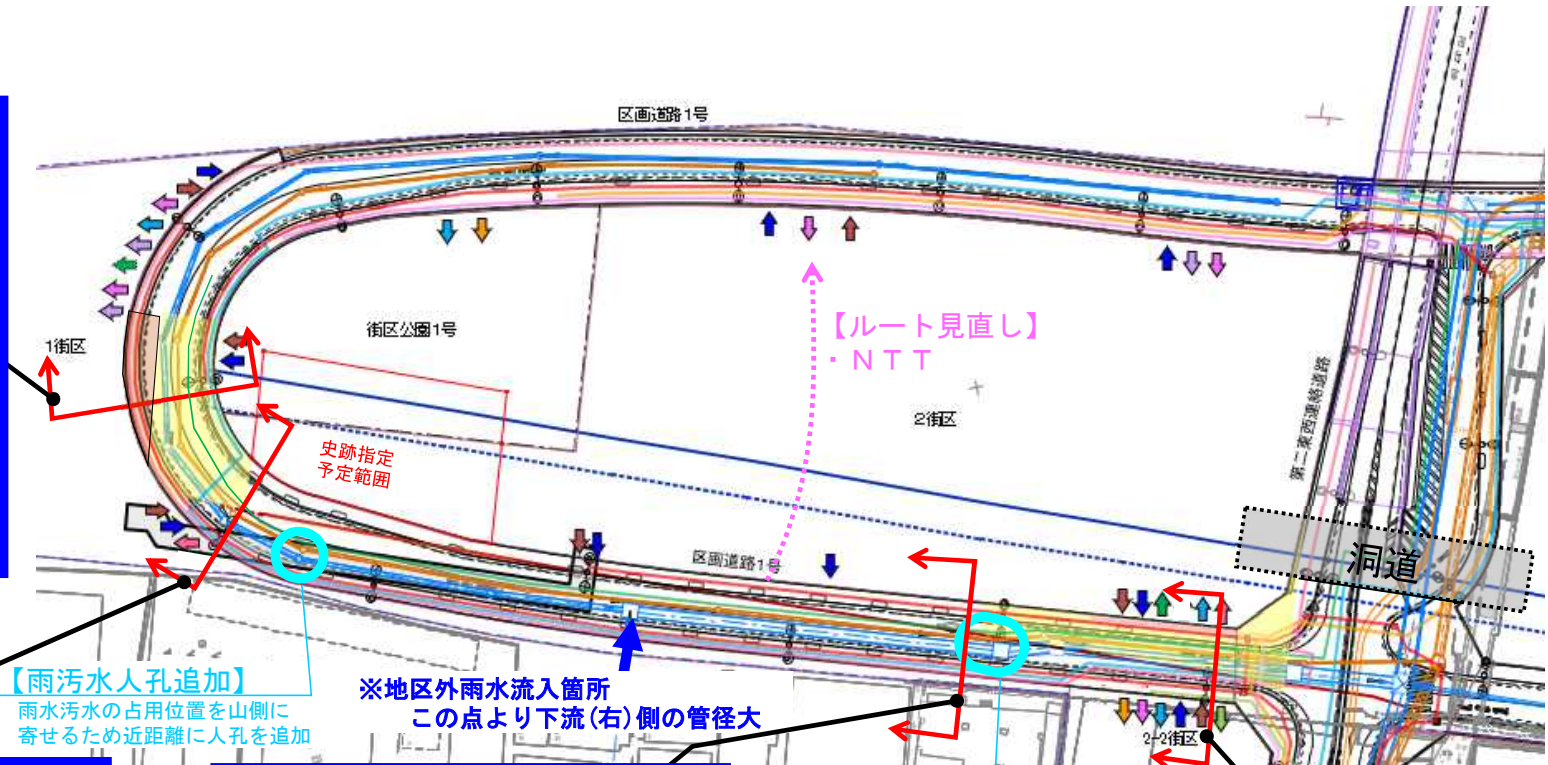 区画道路1号
1街区
街区公園1号
【ルート見直し】
・NTT
2街区
第二東西連絡道路
史跡指定
予定範囲
区画道路1号
洞道
【雨汚水人孔追加】
雨水汚水の占用位置を山側に
寄せるため近距離に人孔を追加
※地区外雨水流入箇所
この点より下流(右)側の管径大
2-2街区